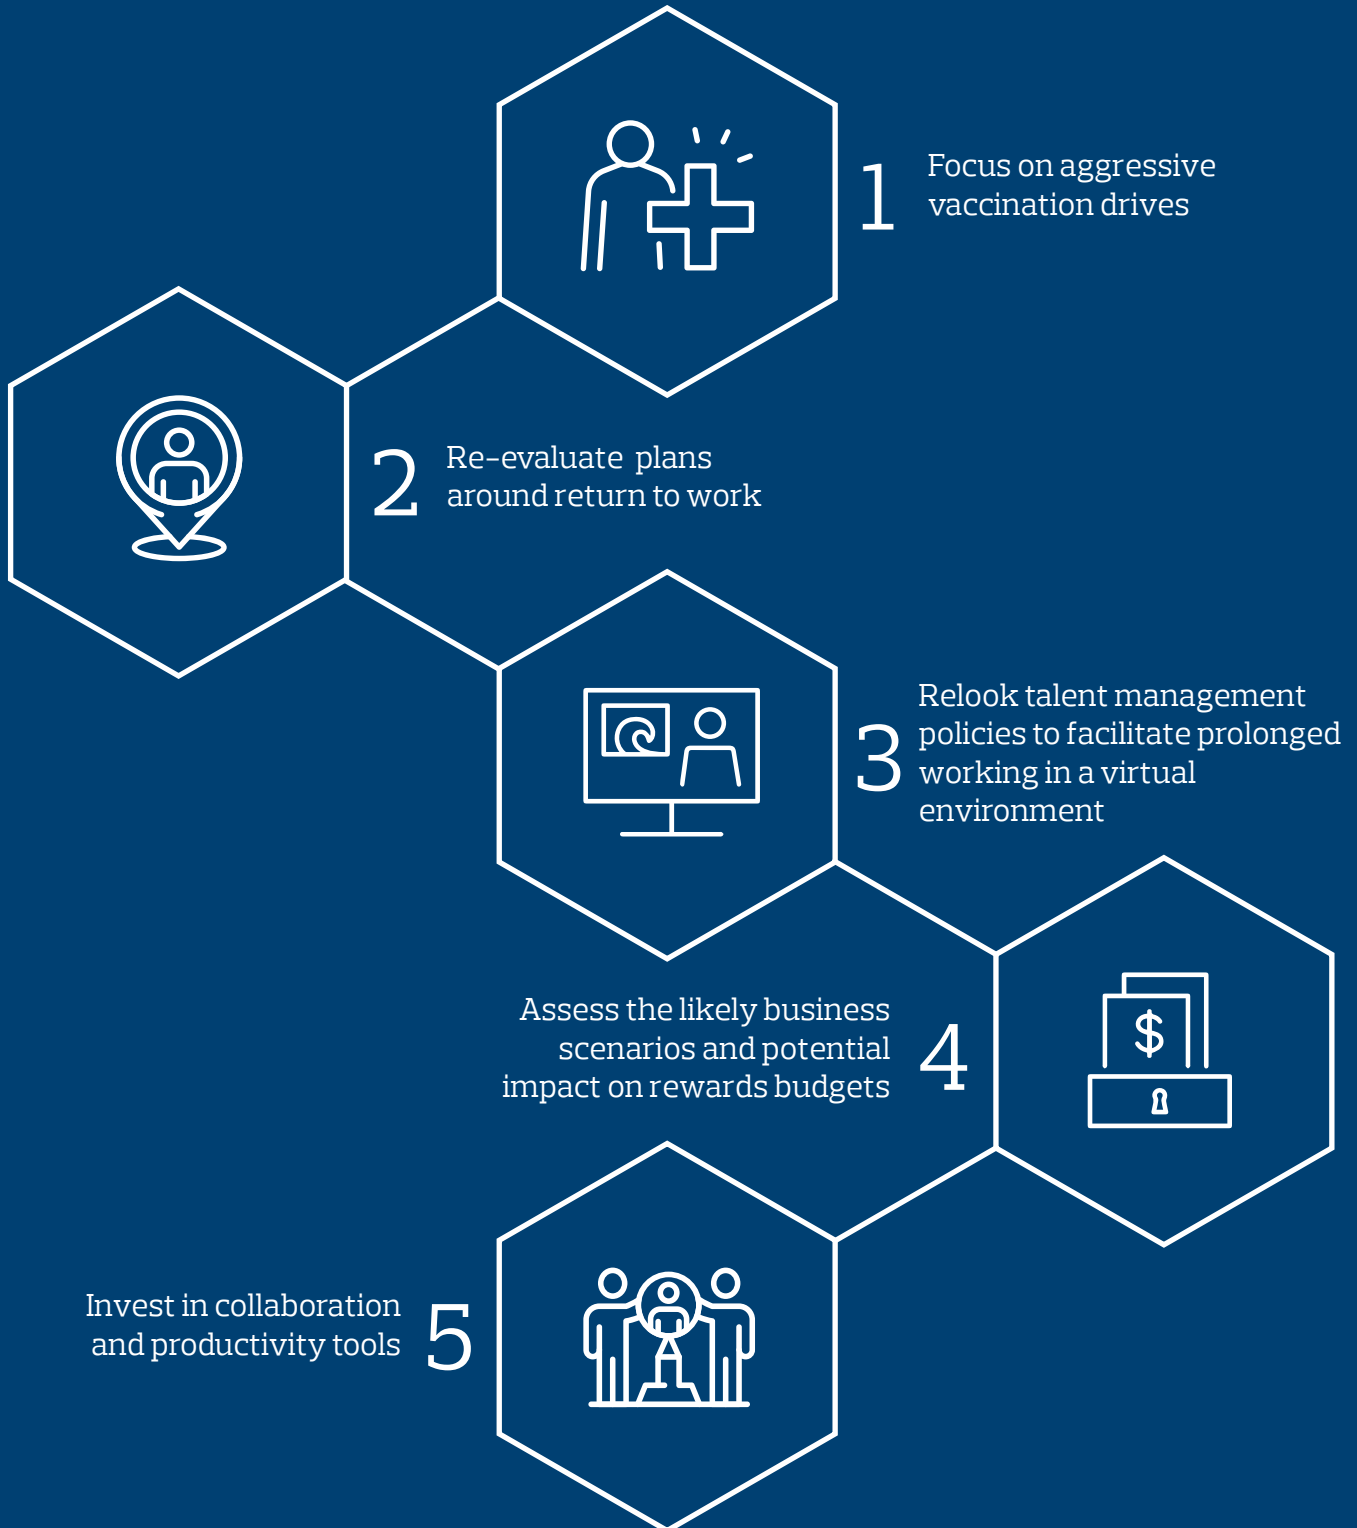 1
Focus on aggressive
vaccination drives
2
Re-evaluate plans
around return to work
3
Relook talent management
policies to facilitate prolonged
working in a virtual
environment
4
Assess the likely business
scenarios and potential
impact on rewards budgets
5
Invest in collaboration
and productivity tools
$